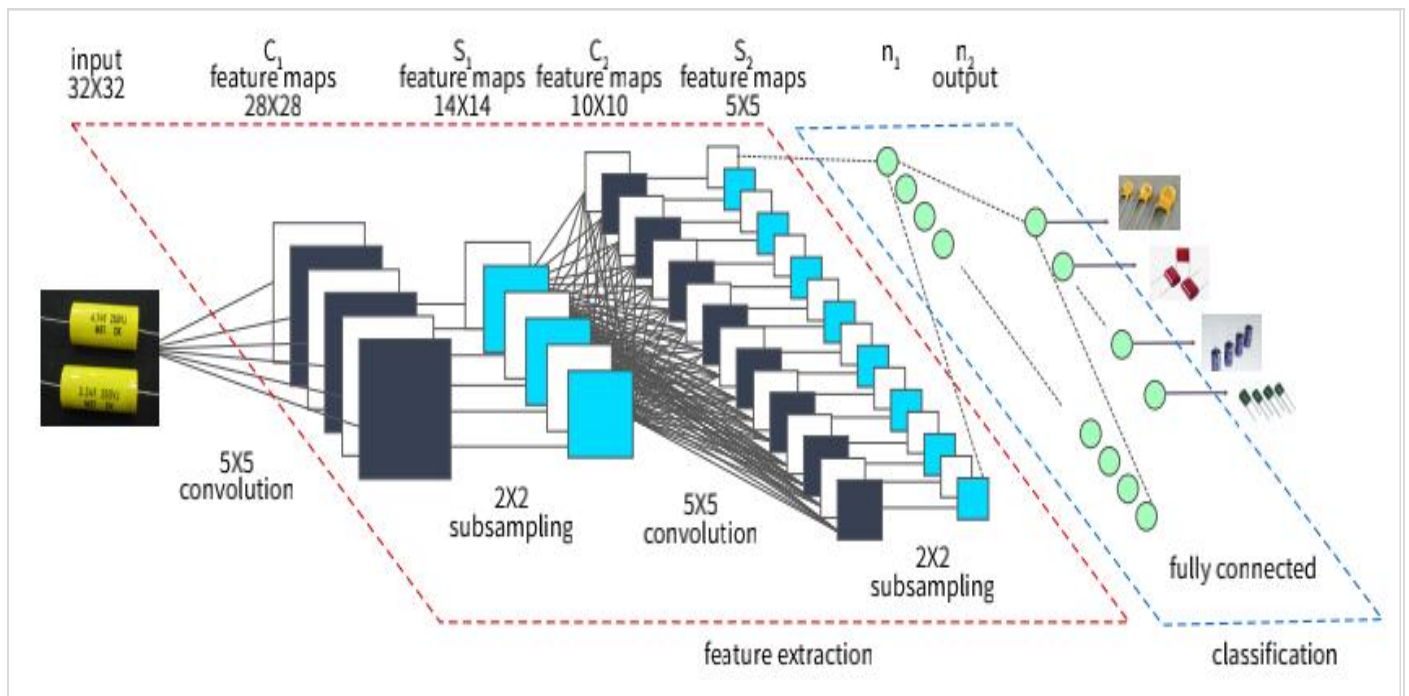 input
32X32
C1
feature maps
28X28
S1
feature maps
14X14
C2
feature maps
10X10
S2
feature maps
5X5
n1
n2
output
5X5
convolution
2X2
subsampling
5X5
convolution
2X2
subsampling
fully connected
feature extraction
classification